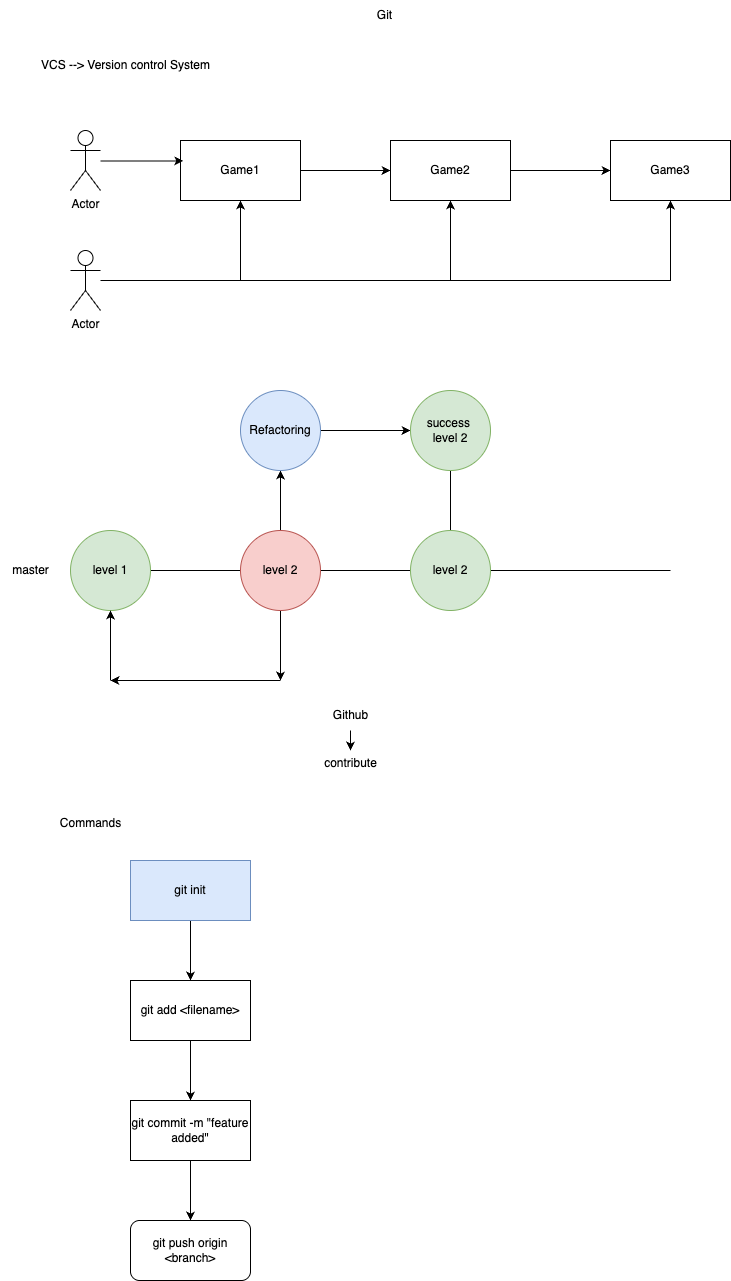 Git
VCS --> Version control System
Game1
Game2
Game3
Actor
Actor
Refactoring
success
level 2
master
level 1
level 2
level 2
Github
contribute
Commands
git init
git add <filename>
git commit -m "feature
added"
git push origin
<branch>